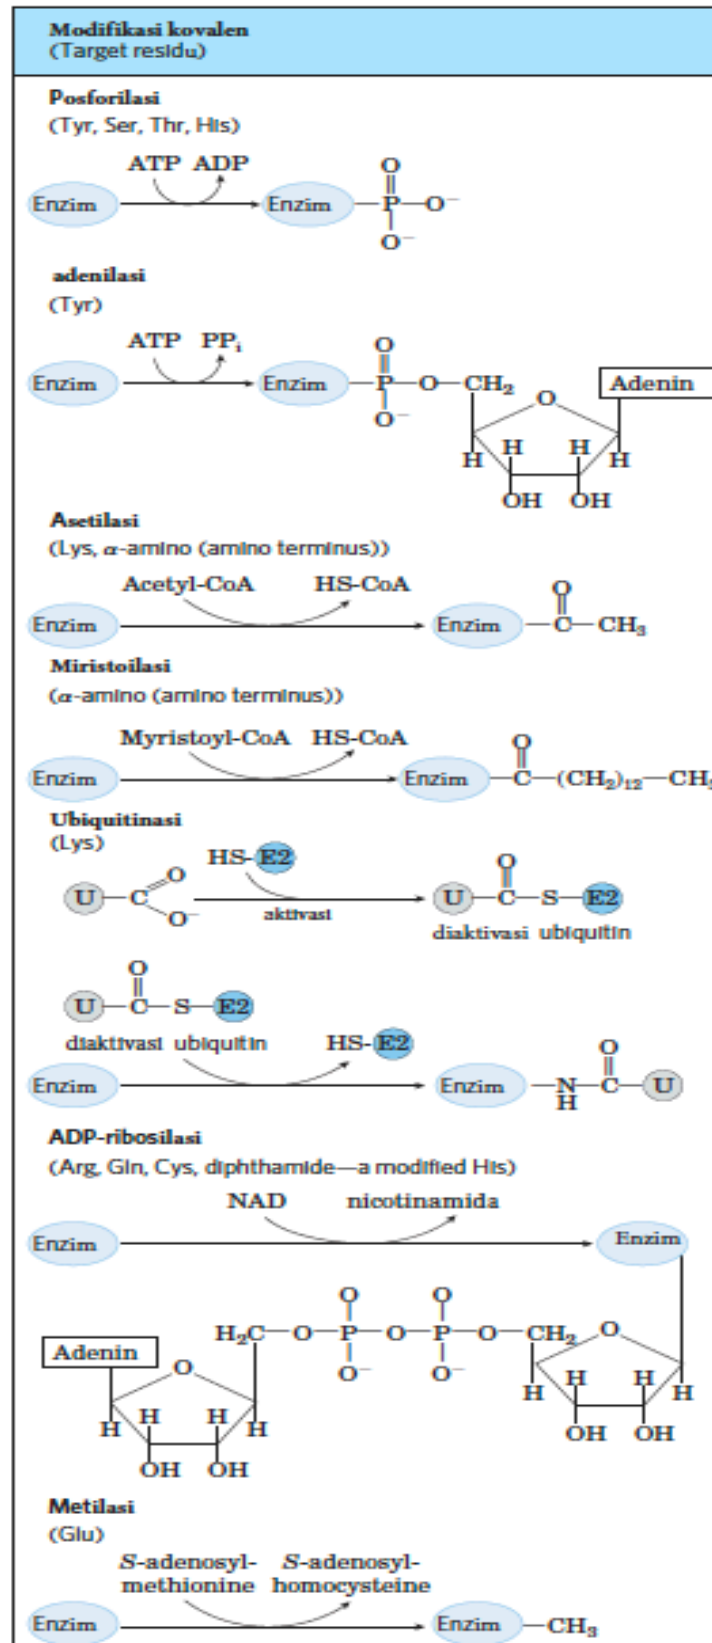 Modifikasi kovalen
(Target residu)
Posforilasi
(Tyr, Ser, Thr, His)
ATP ADP
Enzim Enzim P O⁻
O
O⁻
adenilasi
(Tyr)
ATP PPi
Enzim Enzim P O CH₂ O Adenin
O
O⁻
H H H H
OH OH
Asetilasi
(Lys, α-amino (amino terminus))
Acetyl-CoA HS-CoA
O
Enzim Enzim C CH₃
Miristoilasi
(α-amino (amino terminus))
Myristoyl-CoA HS-CoA
O
Enzim Enzim C (CH₂)₁₂ CH₃
Ubiquitinasi
(Lys)
HS-E2
O
U C O⁻
aktivasi
O
U C S E2
diaktivasi ubiquitin
O
U C S E2
diaktivasi ubiquitin HS-E2
O
Enzim Enzim N H C U
ADP-ribosilasi
(Arg, Gln, Cys, diphthamide—a modified His)
NAD nicotinamida
Enzim Enzim
O O
H₂C O P O P O CH₂ O
O⁻ O⁻
Adenin O
H H H H
OH OH
H H H H
OH OH
Metilasi
(Glu)
S-adenosyl- S-adenosyl-
methionine homocysteine
Enzim Enzim CH₃